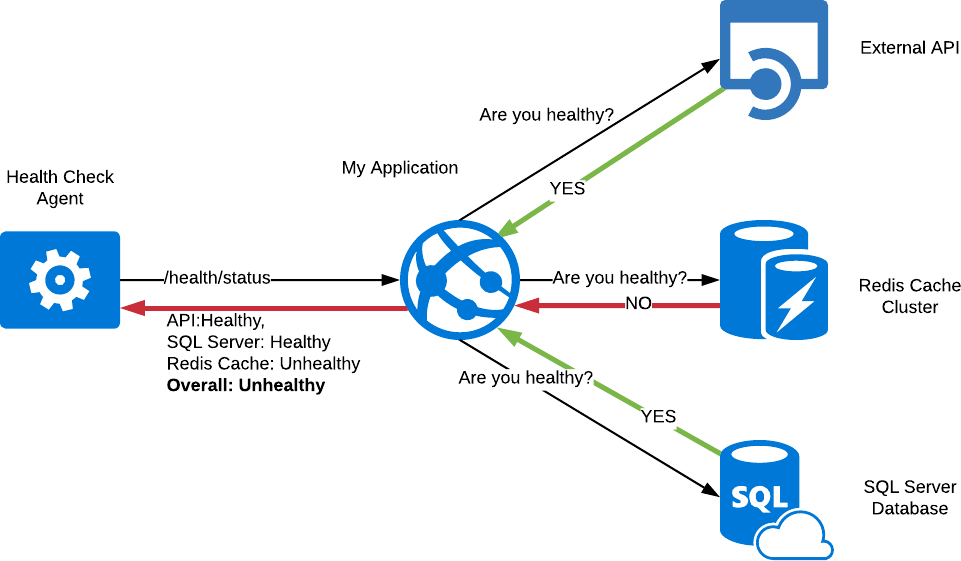 External API
Are you healthy?
My Application
YES
Health Check
Agent
/health/status
Are you healthy?
Redis Cache
Cluster
NO
API:Healthy,
SQL Server: Healthy
Redis Cache: Unhealthy
Overall: Unhealthy
Are you healthy?
YES
SQL
SQL Server
Database